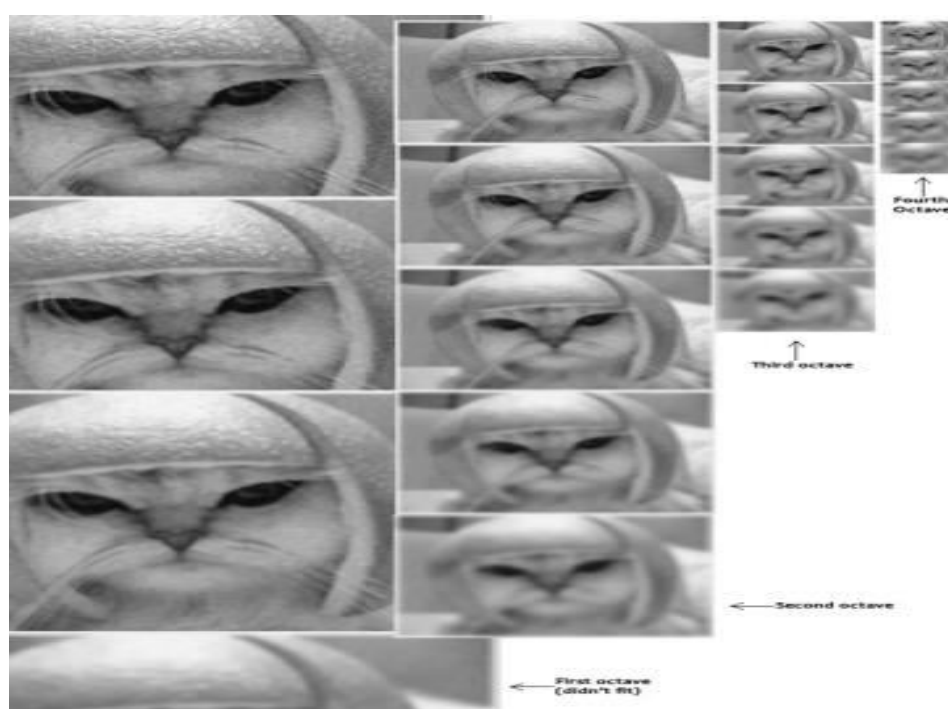 Fourth
Octave
Third octave
Second octave
First octave
(didn't fit)